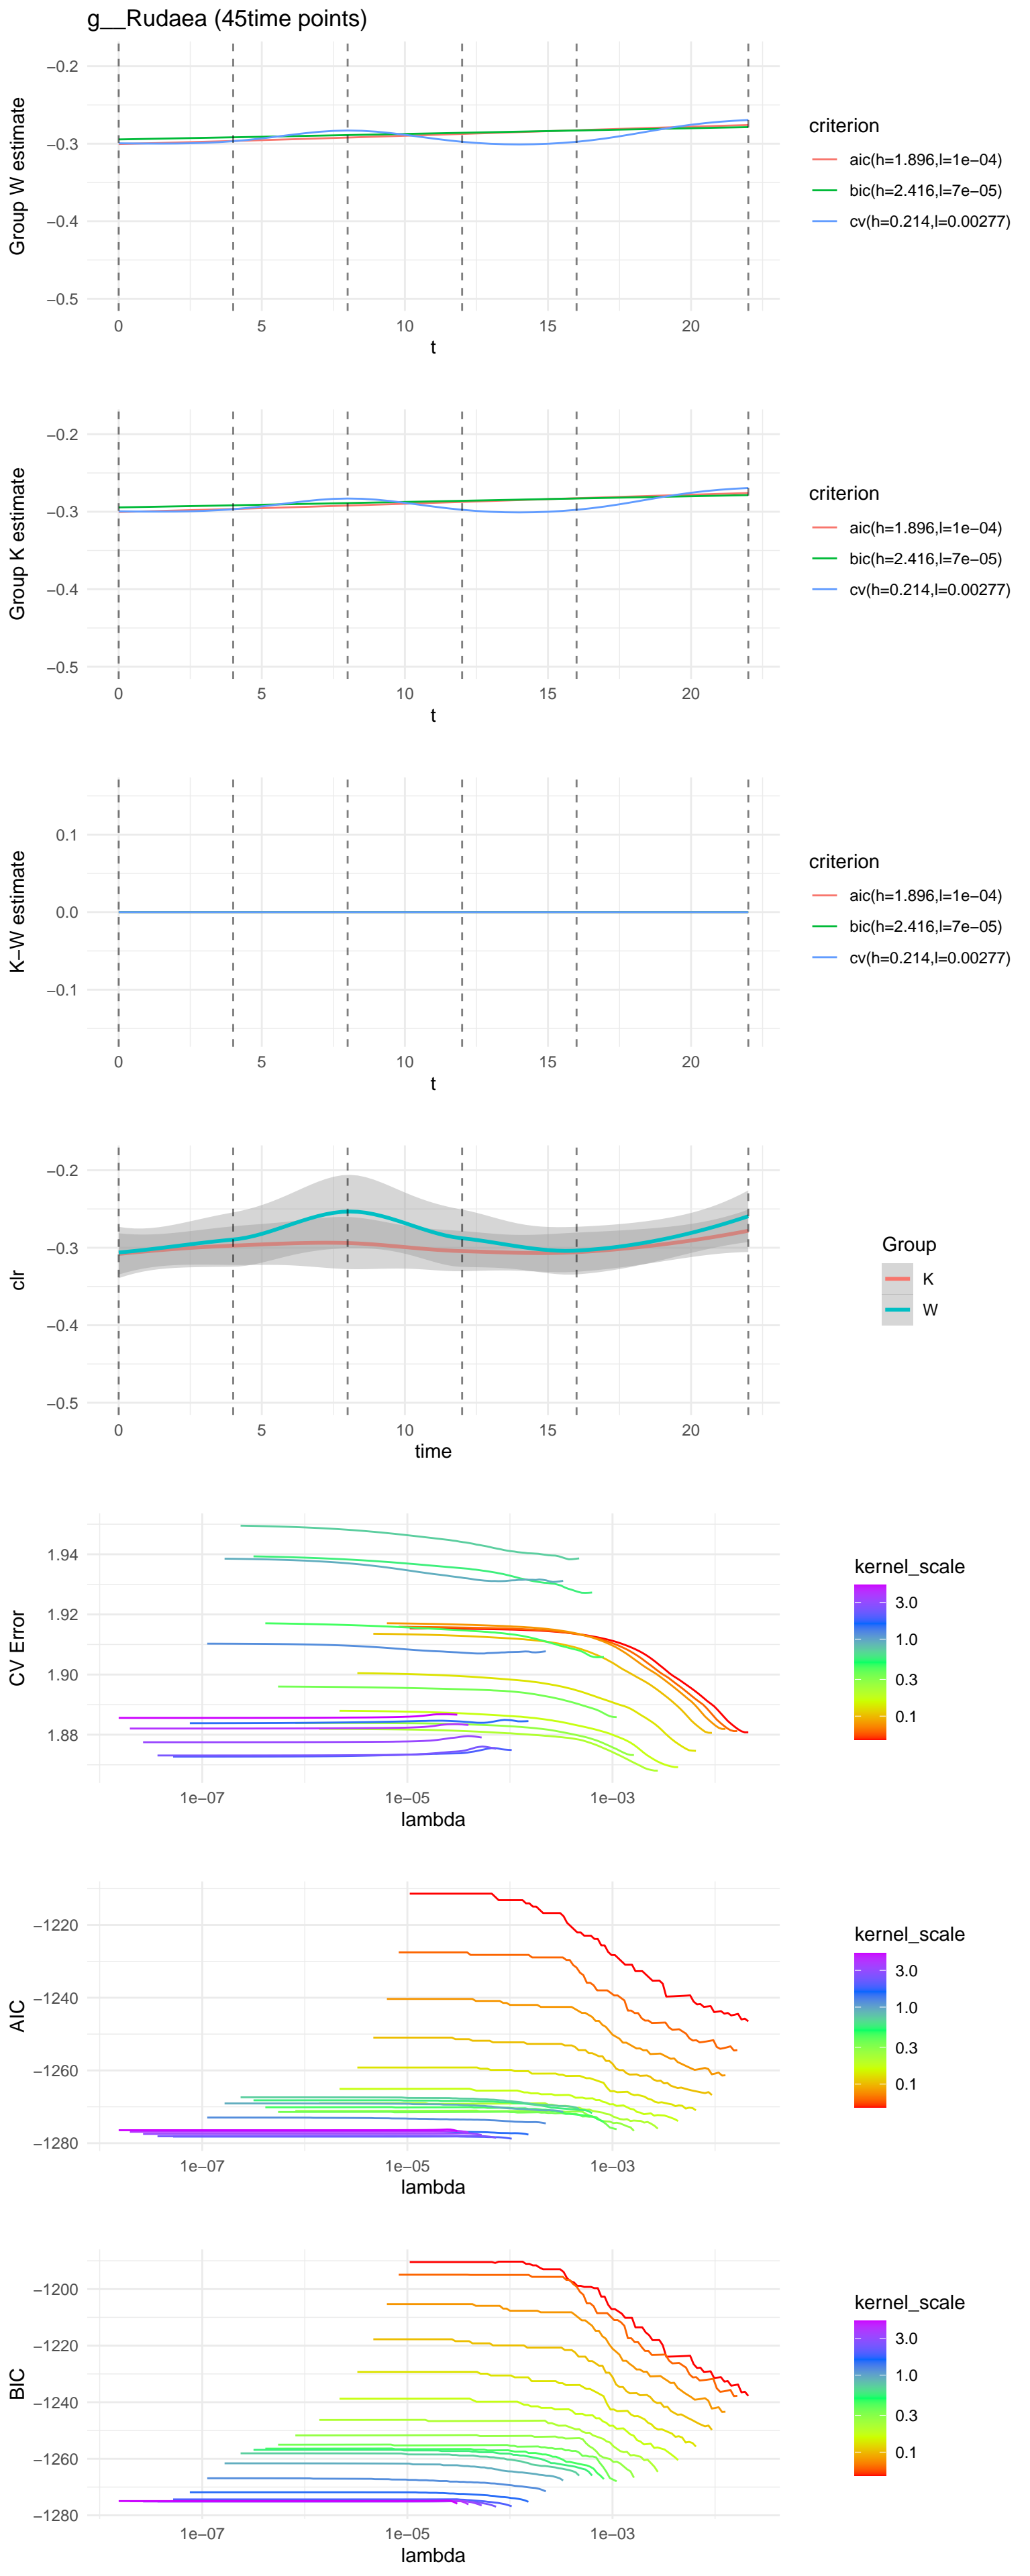 g__Rudaea (45time points)
−0.2
−0.3
−0.4
−0.5
Group W estimate
0 5 10 15 20
t
criterion
aic(h=1.896,l=1e−04)
bic(h=2.416,l=7e−05)
cv(h=0.214,l=0.00277)
−0.2
−0.3
−0.4
−0.5
Group K estimate
0 5 10 15 20
t
criterion
aic(h=1.896,l=1e−04)
bic(h=2.416,l=7e−05)
cv(h=0.214,l=0.00277)
0.1
0.0
−0.1
K−W estimate
0 5 10 15 20
t
criterion
aic(h=1.896,l=1e−04)
bic(h=2.416,l=7e−05)
cv(h=0.214,l=0.00277)
−0.2
−0.3
−0.4
−0.5
clr
0 5 10 15 20
time
Group
K
W
1.94
1.92
1.90
1.88
CV Error
1e−07 1e−05 1e−03
lambda
kernel_scale
3.0
1.0
0.3
0.1
−1220
−1240
−1260
−1280
AIC
1e−07 1e−05 1e−03
lambda
kernel_scale
3.0
1.0
0.3
0.1
−1200
−1220
−1240
−1260
−1280
BIC
1e−07 1e−05 1e−03
lambda
kernel_scale
3.0
1.0
0.3
0.1